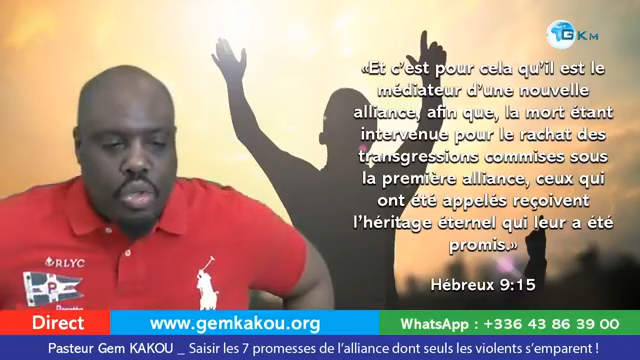 GKM
«Et c'est pour cela qu'il est le
médiateur d'une nouvelle
alliance, afin que, la mort étant
intervenue pour le rachat des
transgressions commises sous
la première alliance, ceux qui
ont été appelés reçoivent
l'héritage éternel qui leur a été
promis.»
Hébreux 9:15
RLYC
P
Direct
www.gemkakou.org
WhatsApp : +336 43 86 39 00
Pasteur Gem KAKOU _ Saisir les 7 promesses de l'alliance dont seuls les violents s'emparent !